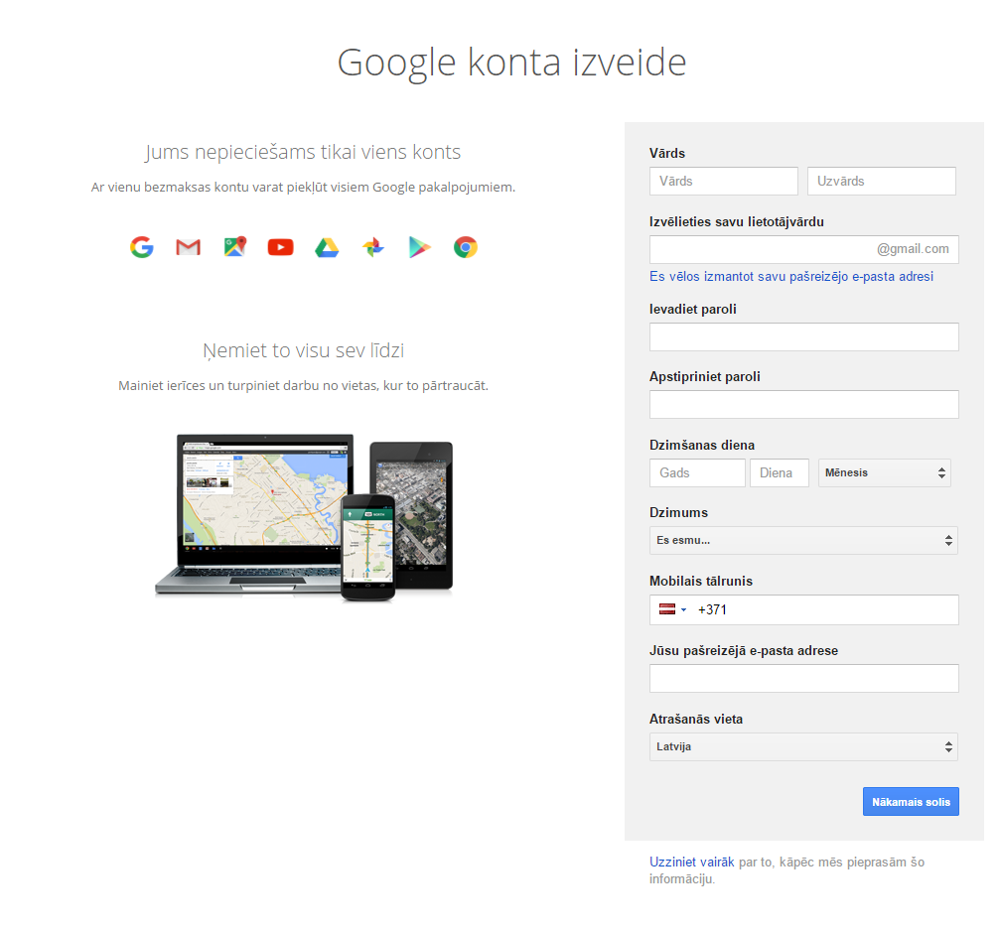 Google konta izveide
Jums nepieciešams tikai viens konts
Ar vienu bezmaksas kontu varat piekļūt visiem Google pakalpojumiem.
Ņemiet to visu sev līdzi
Mainiet ierīces un turpiniet darbu no vietas, kur to pārtraucāt.
Vārds
Vārds Uzvārds
Izvēlieties savu lietotājvārdu
@gmail.com
Es vēlos izmantot savu pašreizējo e-pasta adresi
Ievadiet paroli
Apstipriniet paroli
Dzimšanas diena
Gads Diena Mēnesis
Dzimums
Es esmu...
Mobilais tālrunis
+371
Jūsu pašreizējā e-pasta adrese
Atrašanās vieta
Latvija
Nākamais solis
Uzziniet vairāk par to, kāpēc mēs pieprasām šo
informāciju.